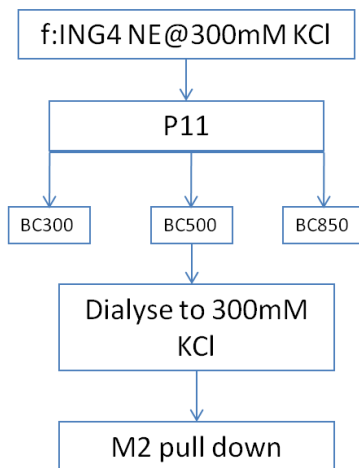 f:ING4 NE@300mM KCl
P11
BC300
BC500
BC850
Dialyse to 300mM
KCl
M2 pull down